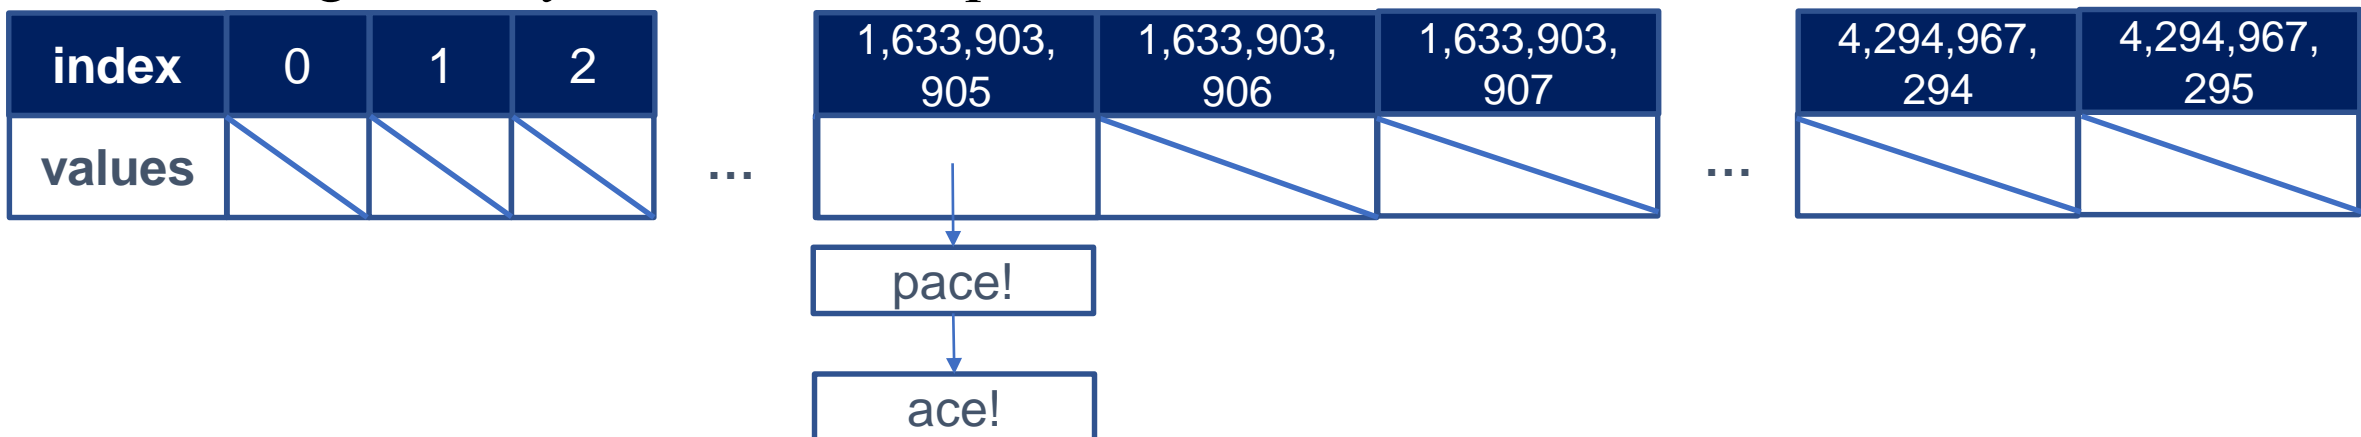 index 0 1 2 1,633,903, 1,633,903, 1,633,903, 4,294,967, 4,294,967,
905 906 907 294 295
values ... ...
pace!
ace!